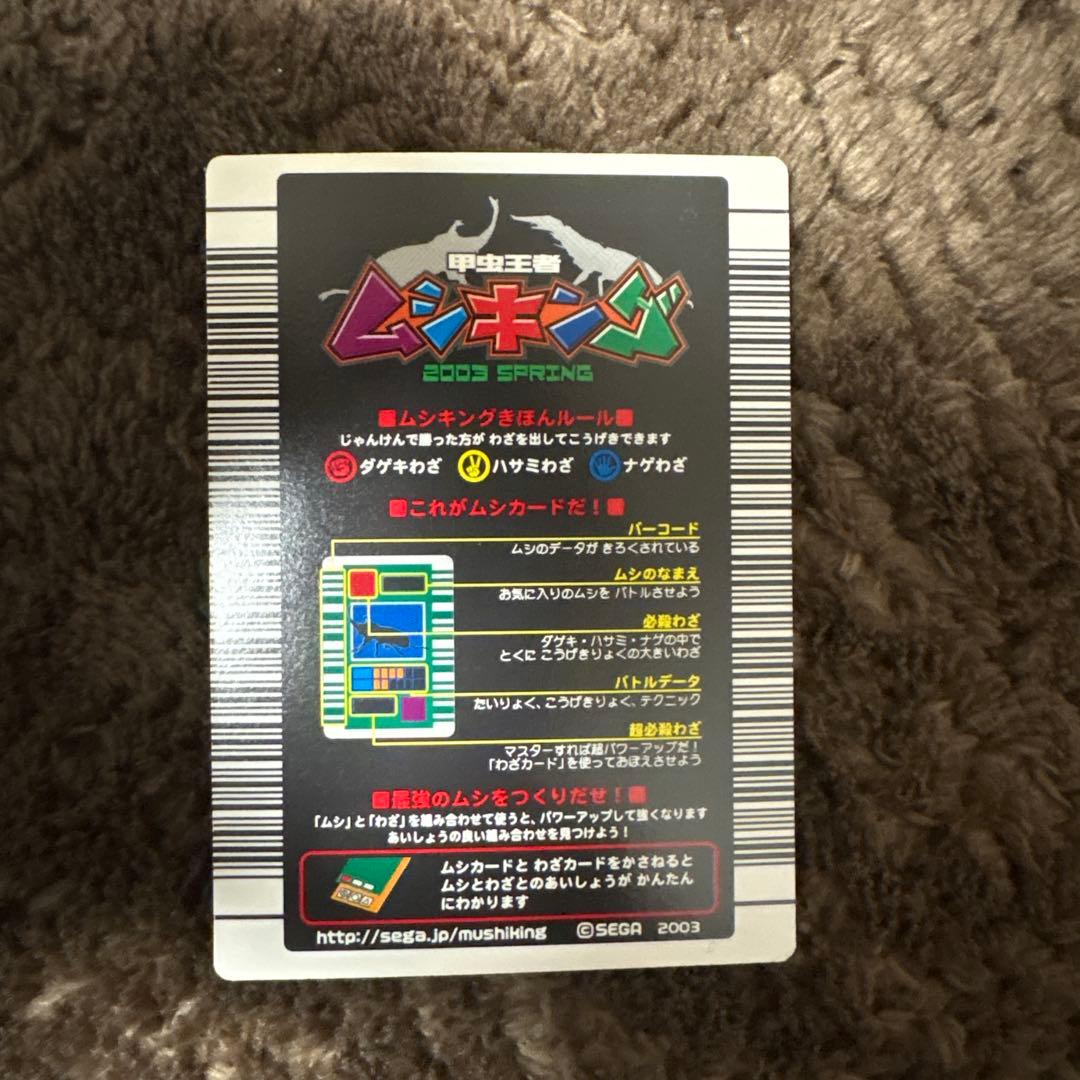 甲虫王者
ムシキング
2003 SPRING
ムシキングきほんルール
じゃんけんで勝った方が わざを出してこうげきできます
ダゲキわざ ハサミわざ ナゲわざ
これがムシカードだ！
バーコード
ムシのデータが きろくされている
ムシのなまえ
お気に入りのムシを バトルさせよう
必殺わざ
ダゲキ・ハサミ・ナゲの中で
とくに こうげきりょくの大きいわざ
バトルデータ
たいりょく、こうげきりょく、テクニック
超必殺わざ
マスターすれば超パワーアップだ！
「わざカード」を使っておぼえさせよう
最強のムシをつくりだせ！
「ムシ」と「わざ」を組み合わせて使うと、パワーアップして強くなります
あいしょうの良い組み合わせを見つけよう！
ムシカードと わざカードをかさねると
ムシとわざとのあいしょうが かんたん
にわかります
http://sega.jp/mushiking ©SEGA 2003